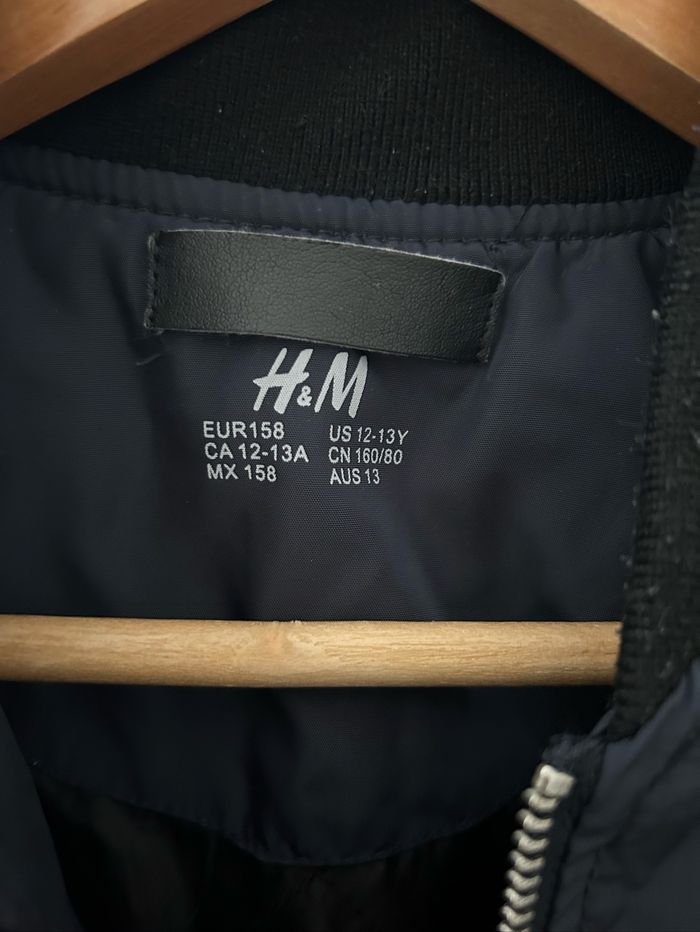 H&M
EUR158 US 12-13Y
CA 12-13A CN 160/80
MX 158 AUS 13